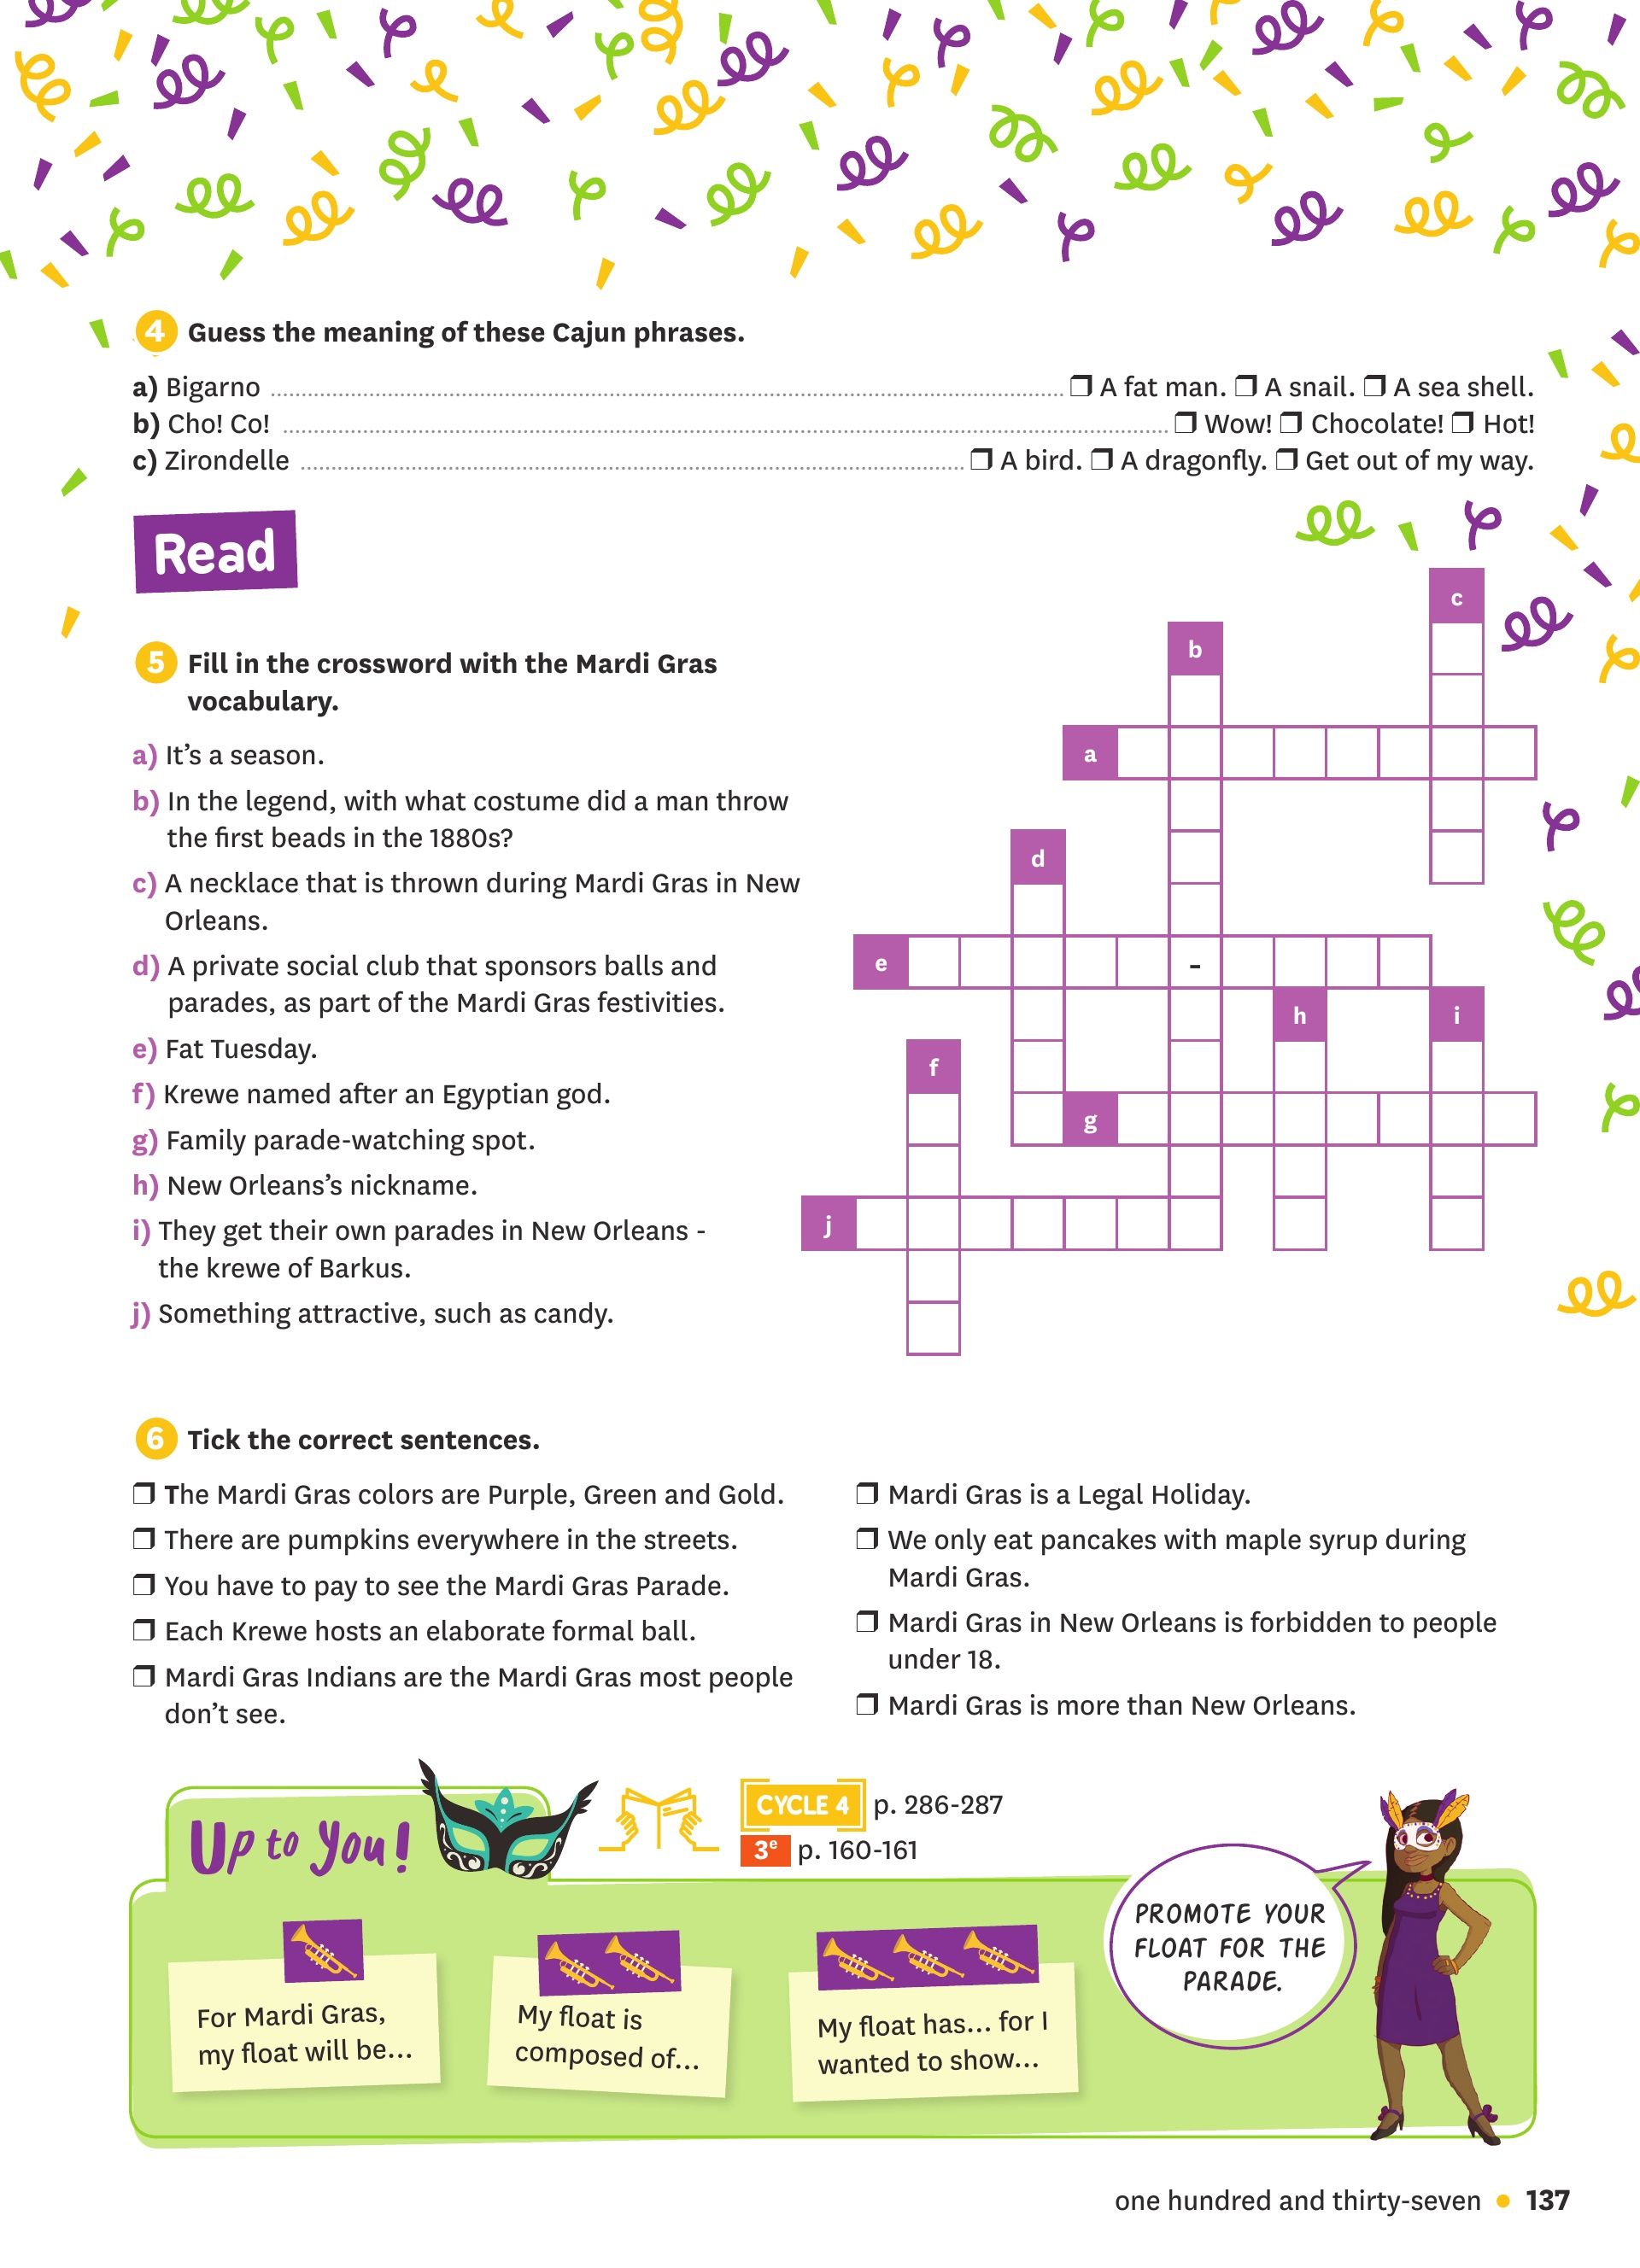 4 Guess the meaning of these Cajun phrases.
a) Bigarno ........................ ❒ A fat man. ❒ A snail. ❒ A sea shell.
b) Cho! Co! ........................ ❒ Wow! ❒ Chocolate! ❒ Hot!
c) Zirondelle ........................ ❒ A bird. ❒ A dragonfly. ❒ Get out of my way.
Read
5 Fill in the crossword with the Mardi Gras
vocabulary.
a) It's a season.
b) In the legend, with what costume did a man throw
the first beads in the 1880s?
c) A necklace that is thrown during Mardi Gras in New
Orleans.
d) A private social club that sponsors balls and
parades, as part of the Mardi Gras festivities.
e) Fat Tuesday.
f) Krewe named after an Egyptian god.
g) Family parade-watching spot.
h) New Orleans's nickname.
i) They get their own parades in New Orleans -
the krewe of Barkus.
j) Something attractive, such as candy.
c
b
a
d
e -
h i
f
g
j
6 Tick the correct sentences.
❒ The Mardi Gras colors are Purple, Green and Gold.
❒ There are pumpkins everywhere in the streets.
❒ You have to pay to see the Mardi Gras Parade.
❒ Each Krewe hosts an elaborate formal ball.
❒ Mardi Gras Indians are the Mardi Gras most people
don't see.
❒ Mardi Gras is a Legal Holiday.
❒ We only eat pancakes with maple syrup during
Mardi Gras.
❒ Mardi Gras in New Orleans is forbidden to people
under 18.
❒ Mardi Gras is more than New Orleans.
Up to You!
CYCLE 4 p. 286-287
3e p. 160-161
For Mardi Gras,
my float will be...
My float is
composed of...
My float has... for I
wanted to show...
PROMOTE YOUR
FLOAT FOR THE
PARADE.
one hundred and thirty-seven • 137